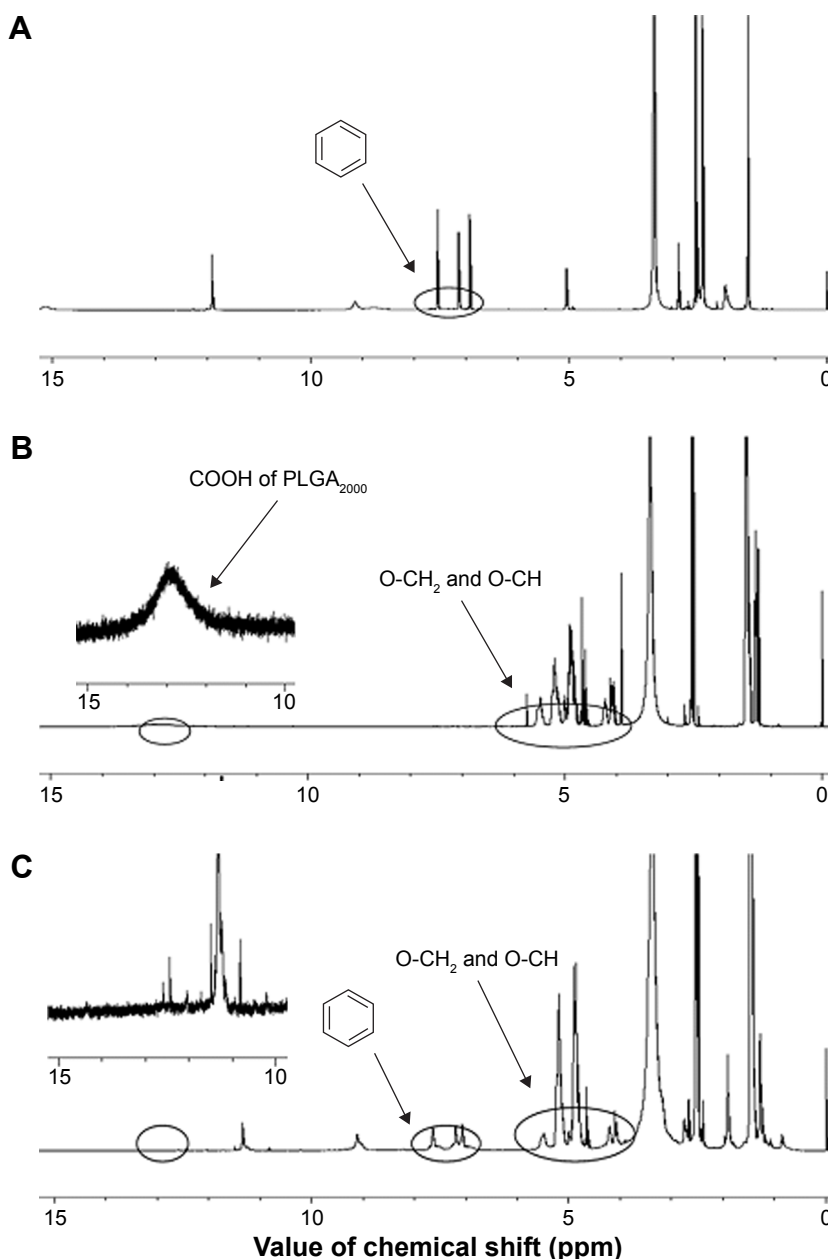 A
15 10 5 0
B
COOH of PLGA2000
O-CH2 and O-CH
15 10
15 10 5 0
C
O-CH2 and O-CH
15 10
15 10 5 0
Value of chemical shift (ppm)